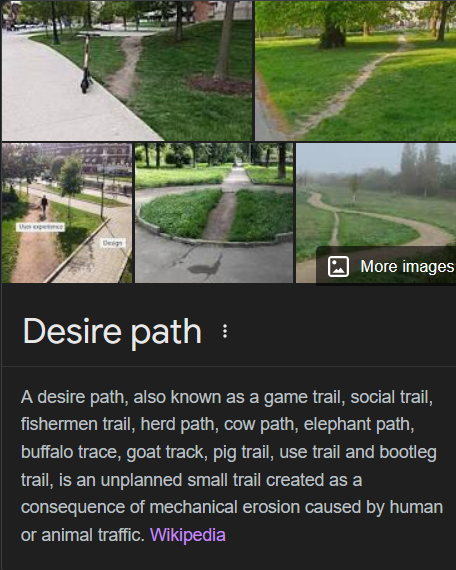 User experience
Design
More images
Desire path
A desire path, also known as a game trail, social trail,
fishermen trail, herd path, cow path, elephant path,
buffalo trace, goat track, pig trail, use trail and bootleg
trail, is an unplanned small trail created as a
consequence of mechanical erosion caused by human
or animal traffic. Wikipedia